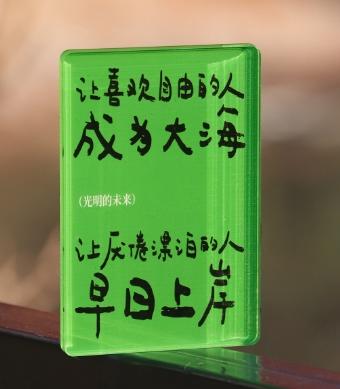 让喜欢自由的人
成为大海
(光明的未来)
让厌倦漂泊的人
早日上岸